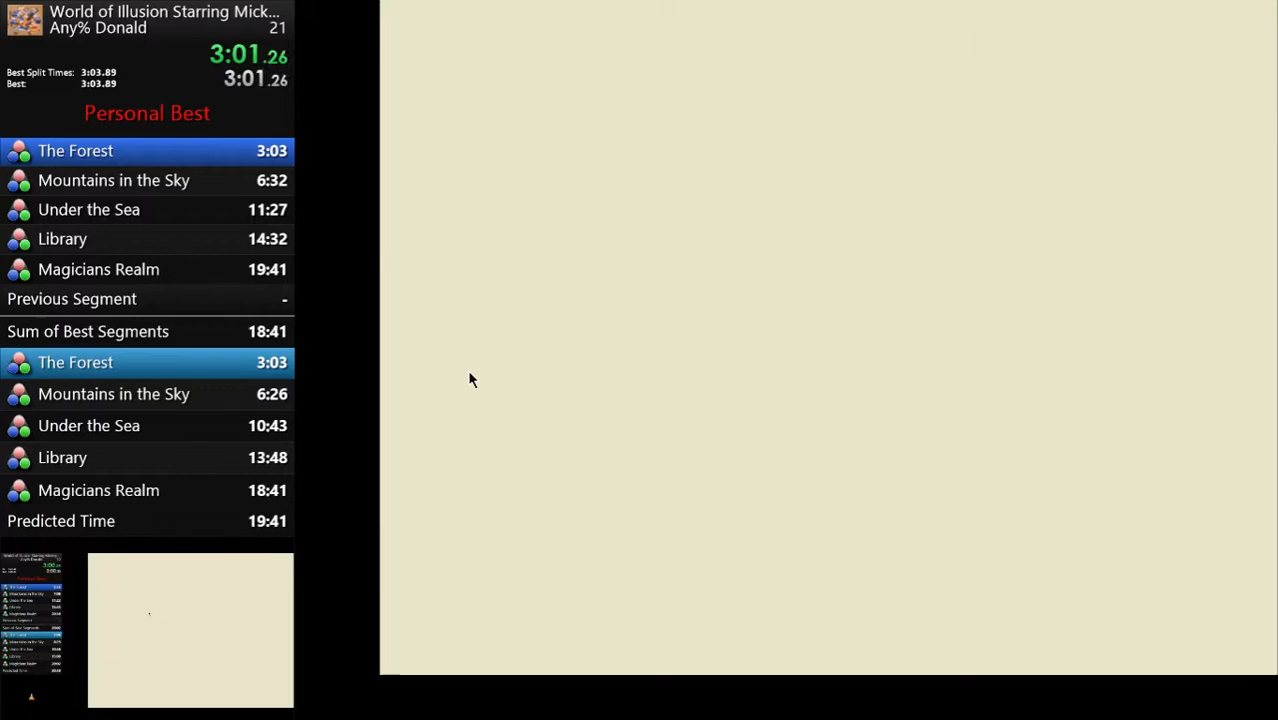 World of Illusion Starring Mick...
Any% Donald 21
3:01.26
Best Split Times: 3:03.89
Best: 3:03.89
3:01.26
Personal Best
The Forest 3:03
Mountains in the Sky 6:32
Under the Sea 11:27
Library 14:32
Magicians Realm 19:41
Previous Segment -
Sum of Best Segments 18:41
The Forest 3:03
Mountains in the Sky 6:26
Under the Sea 10:43
Library 13:48
Magicians Realm 18:41
Predicted Time 19:41